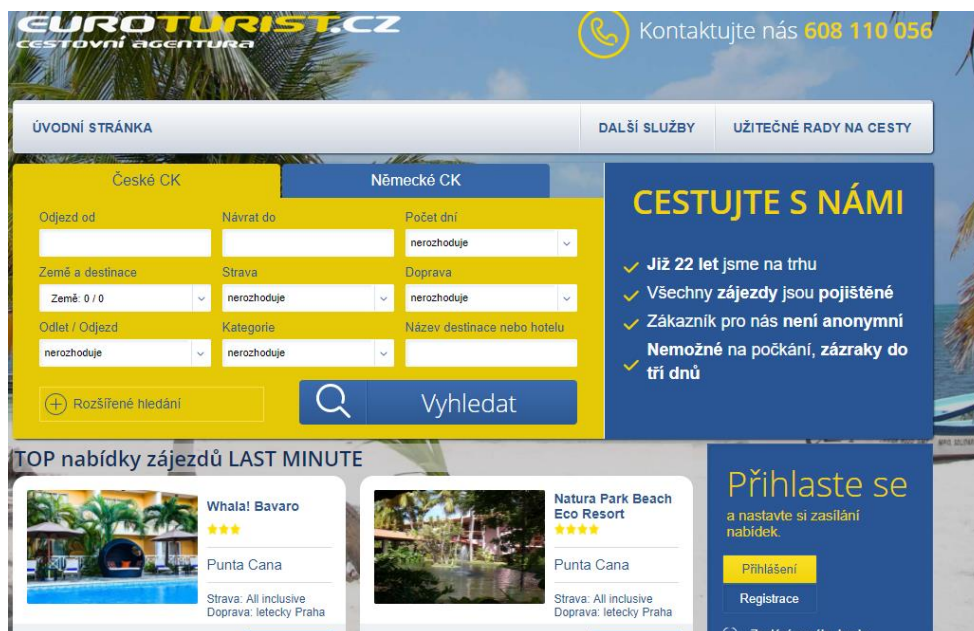 EUROTURIST.CZ
CESTOVNÍ AGENTURA
Kontaktujte nás 608 110 056
ÚVODNÍ STRÁNKA
DALŠÍ SLUŽBY
UŽITEČNÉ RADY NA CESTY
České CK
Německé CK
Odjezd od
Návrat do
Počet dní
nerozhoduje
Země a destinace
Strava
Doprava
Země: 0 / 0
nerozhoduje
nerozhoduje
Odlet / Odjezd
Kategorie
Název destinace nebo hotelu
nerozhoduje
nerozhoduje
Rozšířené hledání
Vyhledat
CESTUJTE S NÁMI
Již 22 let jsme na trhu
Všechny zájezdy jsou pojištěné
Zákazník pro nás není anonymní
Nemožné na počkání, zázraky do
tří dnů
TOP nabídky zájezdů LAST MINUTE
Whala! Bavaro
Punta Cana
Strava: All inclusive
Doprava: letecky Praha
Natura Park Beach
Eco Resort
Punta Cana
Strava: All inclusive
Doprava: letecky Praha
Přihlaste se
a nastavte si zasílání
nabídek.
Přihlášení
Registrace